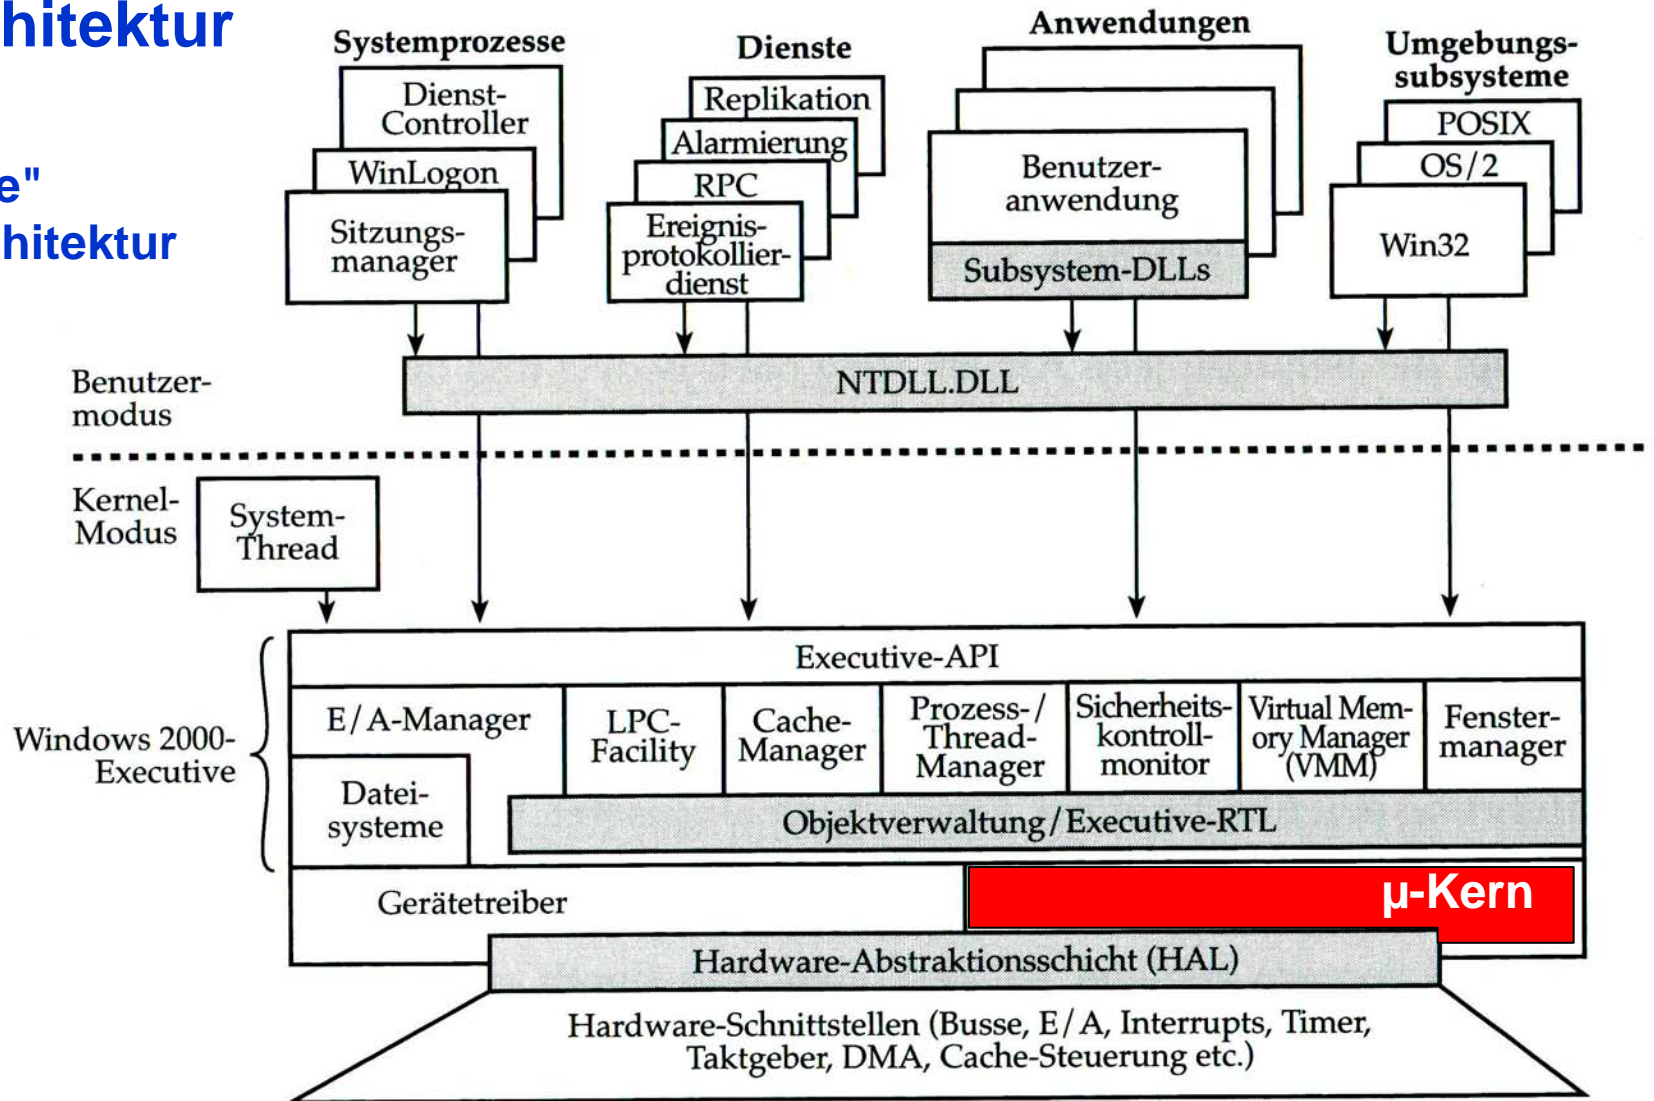 hitektur
e"
hitektur
Systemprozesse
Dienst-
Controller
WinLogon
Sitzungs-
manager
Dienste
Replikation
Alarmierung
RPC
Ereignis-
protokollier-
dienst
Anwendungen
Benutzer-
anwendung
Subsystem-DLLs
Umgebungs-
subsysteme
POSIX
OS/2
Win32
NTDLL.DLL
Benutzer-
modus
Kernel-
Modus
System-
Thread
Windows 2000-
Executive
Executive-API
E/A-Manager
LPC-
Facility
Cache-
Manager
Prozess-/
Thread-
Manager
Sicherheits-
kontroll-
monitor
Virtual Mem-
ory Manager
(VMM)
Fenster-
manager
Datei-
systeme
Objektverwaltung/Executive-RTL
Gerätetreiber
µ-Kern
Hardware-Abstraktionsschicht (HAL)
Hardware-Schnittstellen (Busse, E/A, Interrupts, Timer,
Taktgeber, DMA, Cache-Steuerung etc.)